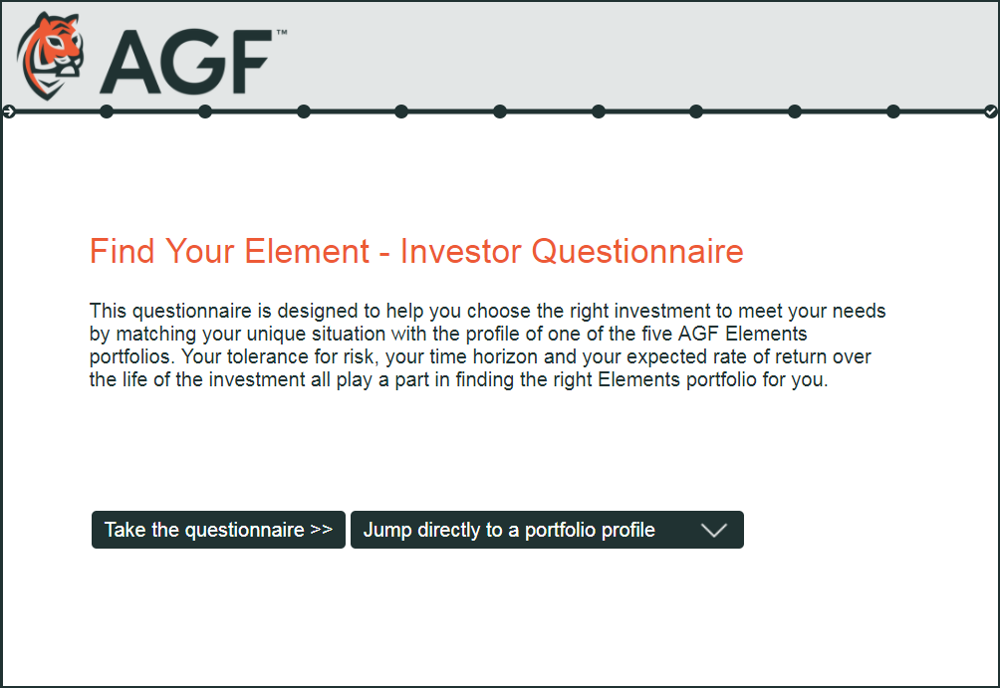 AGF™
Find Your Element - Investor Questionnaire
This questionnaire is designed to help you choose the right investment to meet your needs
by matching your unique situation with the profile of one of the five AGF Elements
portfolios. Your tolerance for risk, your time horizon and your expected rate of return over
the life of the investment all play a part in finding the right Elements portfolio for you.
Take the questionnaire >> Jump directly to a portfolio profile